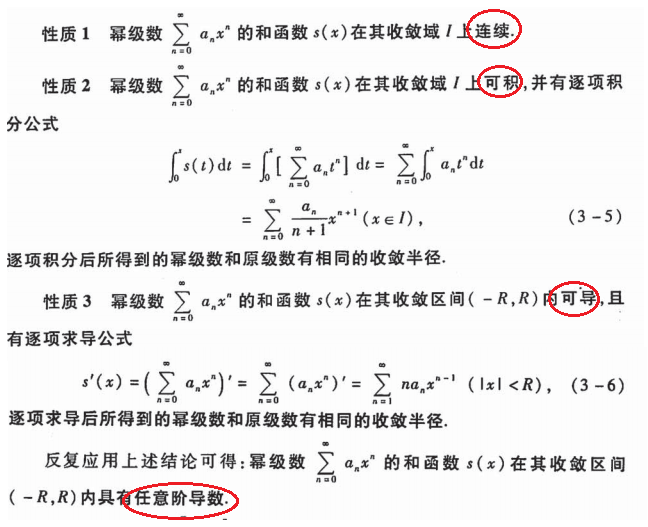 性质1 幂级数 $\sum_{n=0}^{\infty} a_n x^n$ 的和函数 s(x) 在其收敛域 I 上连续.
性质2 幂级数 $\sum_{n=0}^{\infty} a_n x^n$ 的和函数 s(x) 在其收敛域 I 上可积,并有逐项积
分公式
$\int_0^x s(t)\mathrm{d}t = \int_0^x [\sum_{n=0}^{\infty} a_n t^n] \mathrm{d}t = \sum_{n=0}^{\infty} \int_0^x a_n t^n \mathrm{d}t$
$= \sum_{n=0}^{\infty} \frac{a_n}{n+1} x^{n+1} (x \in I),$ (3-5)
逐项积分后所得到的幂级数和原级数有相同的收敛半径.
性质3 幂级数 $\sum_{n=0}^{\infty} a_n x^n$ 的和函数 s(x) 在其收敛区间(-R,R)内可导,且
有逐项求导公式
$s'(x) = (\sum_{n=0}^{\infty} a_n x^n)' = \sum_{n=0}^{\infty} (a_n x^n)' = \sum_{n=1}^{\infty} n a_n x^{n-1} (|x|<R),$ (3-6)
逐项求导后所得到的幂级数和原级数有相同的收敛半径.
反复应用上述结论可得:幂级数 $\sum_{n=0}^{\infty} a_n x^n$ 的和函数 s(x) 在其收敛区间
(-R,R)内具有任意阶导数.